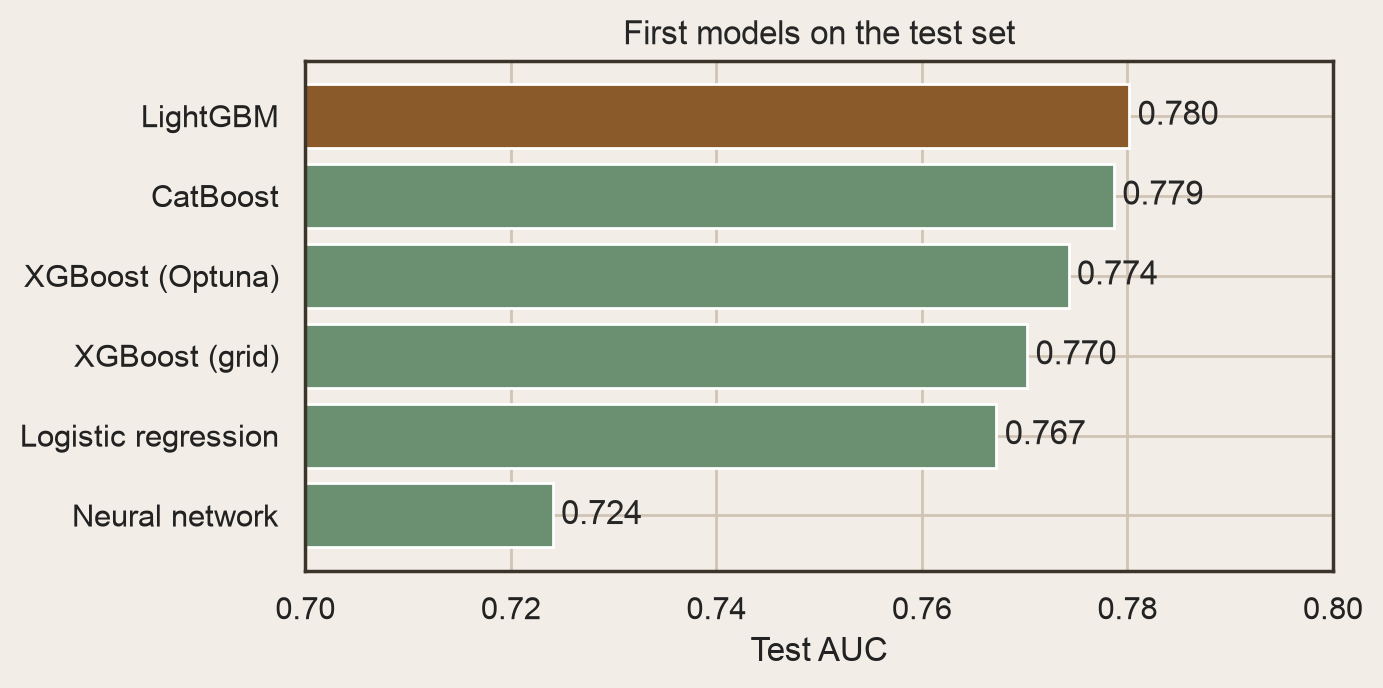 First models on the test set
LightGBM 0.780
CatBoost 0.779
XGBoost (Optuna) 0.774
XGBoost (grid) 0.770
Logistic regression 0.767
Neural network 0.724
0.70 0.72 0.74 0.76 0.78 0.80
Test AUC